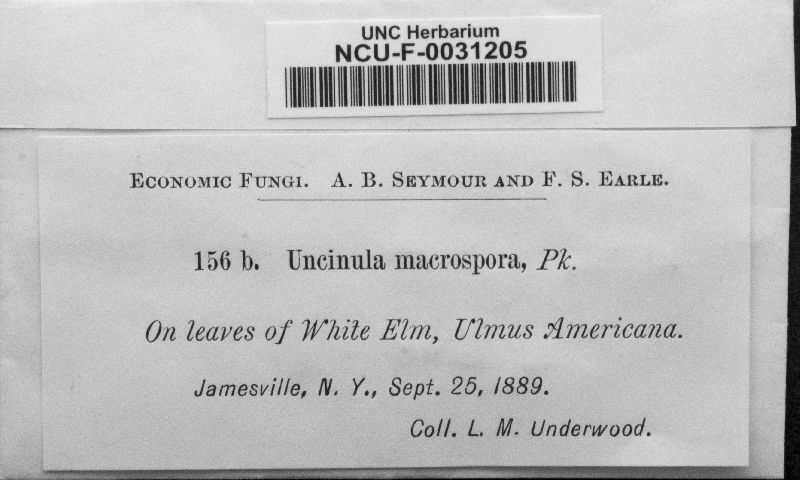 UNC Herbarium
NCU-F-0031205
Economic Fungi. A. B. Seymour and F. S. Earle.
156 b. Uncinula macrospora, Pk.
On leaves of White Elm, Ulmus Americana.
Jamesville, N. Y., Sept. 25, 1889.
Coll. L. M. Underwood.